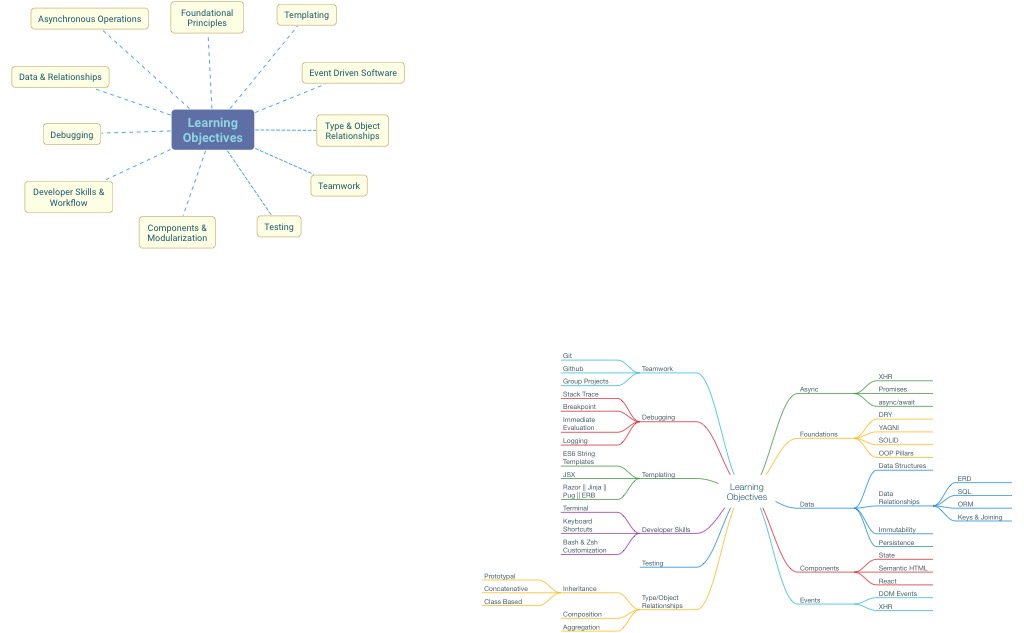 Asynchronous Operations
Foundational
Principles
Templating
Data & Relationships
Event Driven Software
Learning
Objectives
Debugging
Type & Object
Relationships
Developer Skills &
Workflow
Teamwork
Components &
Modularization
Testing
Git
Github
Group Projects
Teamwork
Stack Trace
Breakpoint
Immediate
Evaluation
Logging
Debugging
ES6 String
Templates
JSX
Razor || Jinja ||
Pug || ERB
Templating
Terminal
Keyboard
Shortcuts
Bash & Zsh
Customization
Developer Skills
Testing
Prototypal
Concatenative
Class Based
Inheritance
Composition
Aggregation
Type/Object
Relationships
Learning
Objectives
Async
XHR
Promises
async/await
Foundations
DRY
YAGNI
SOLID
OOP Pillars
Data
Data Structures
Data
Relationships
ERD
SQL
ORM
Keys & Joining
Immutability
Persistence
Components
State
Semantic HTML
React
Events
DOM Events
XHR